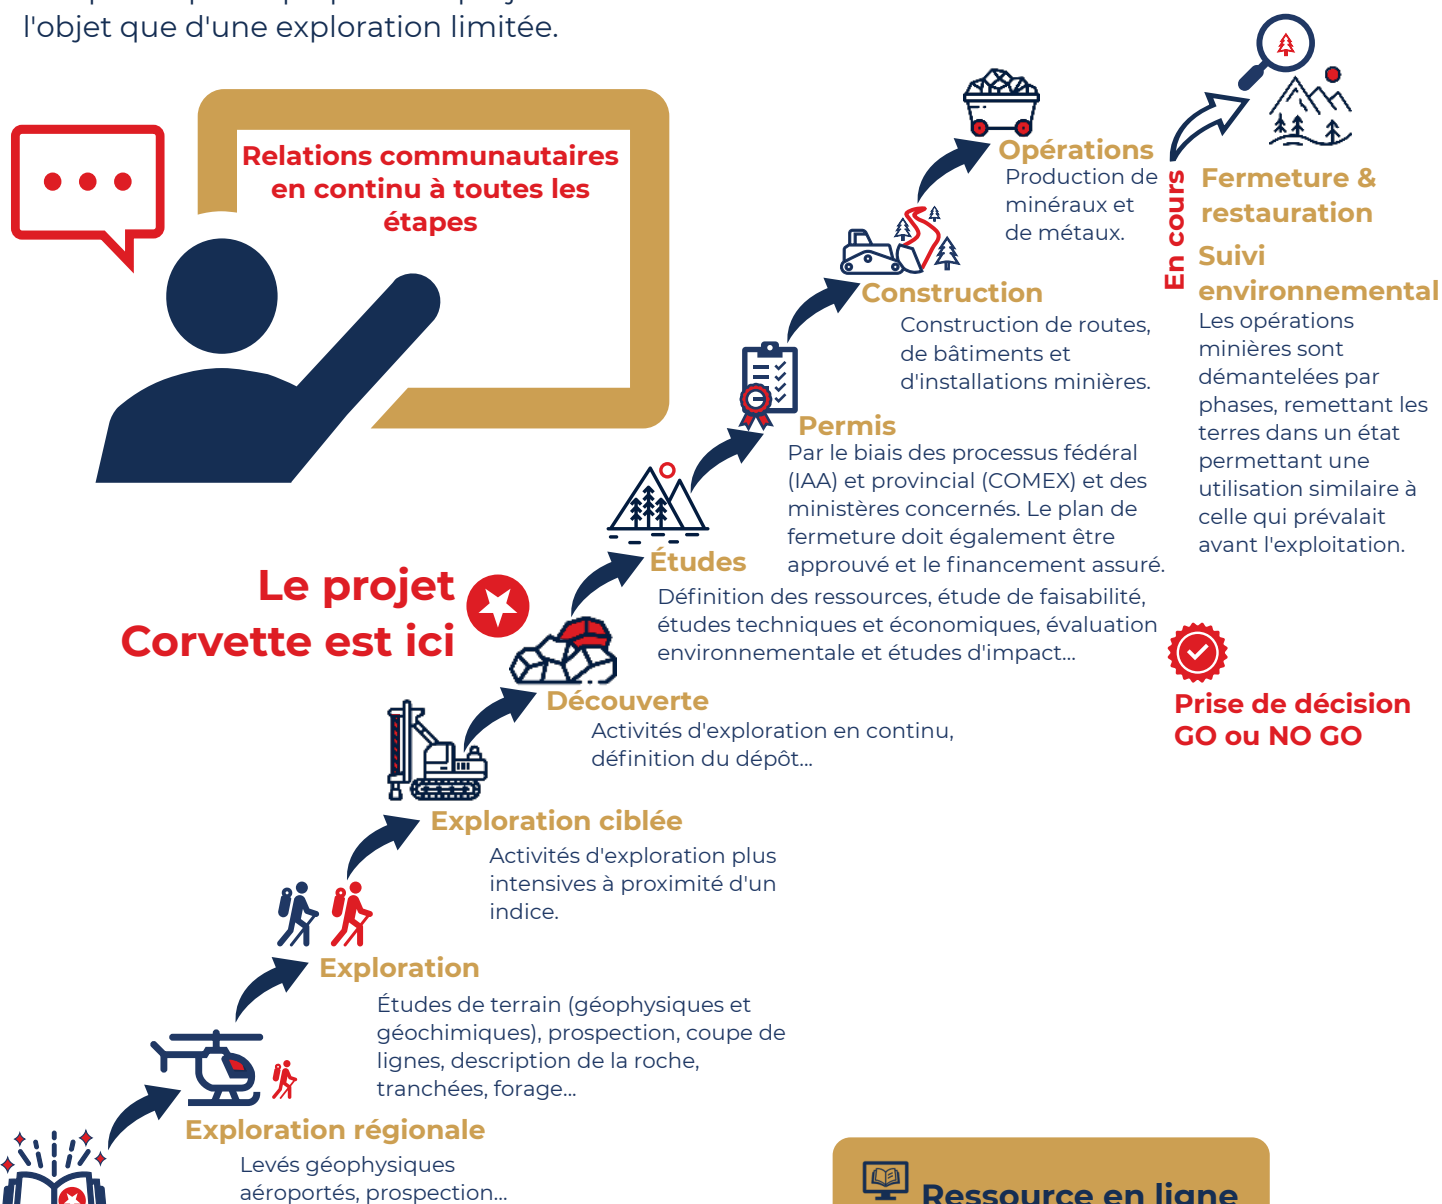 l'objet que d'une exploration limitée.
Relations communautaires
en continu à toutes les
étapes
Opérations
Production de
minéraux et
de métaux.
En cours
Fermeture &
restauration
Suivi
environnemental
Les opérations
minières sont
démantelées par
phases, remettant les
terres dans un état
permettant une
utilisation similaire à
celle qui prévalait
avant l'exploitation.
Construction
Construction de routes,
de bâtiments et
d'installations minières.
Permis
Par le biais des processus fédéral
(IAA) et provincial (COMEX) et des
ministères concernés. Le plan de
fermeture doit également être
approuvé et le financement assuré.
Études
Définition des ressources, étude de faisabilité,
études techniques et économiques, évaluation
environnementale et études d'impact...
Le projet
Corvette est ici
Prise de décision
GO ou NO GO
Découverte
Activités d'exploration en continu,
définition du dépôt...
Exploration ciblée
Activités d'exploration plus
intensives à proximité d'un
indice.
Exploration
Études de terrain (géophysiques et
géochimiques), prospection, coupe de
lignes, description de la roche,
tranchées, forage...
Exploration régionale
Levés géophysiques
aéroportés, prospection...
Ressource en ligne